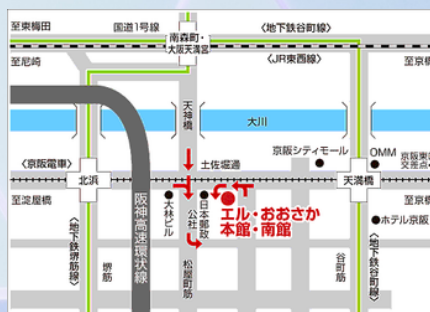 至東梅田
国道1号線
〈地下鉄谷町線〉
南森町・
大阪天満宮
至尼崎
〈JR東西線〉
至京
天神橋
大川
京阪シティモール
OMM
京阪東口
交差点
〈京阪電車〉
土佐堀通
北浜
天満橋
至淀屋橋
至京
大林ビル
公社
日本郵政
エル・おおさか
本館・南館
ホテル京阪
阪神高速環状線
〈地下鉄堺筋線〉
堺筋
松屋町筋
谷町筋
〈地下鉄谷町線〉